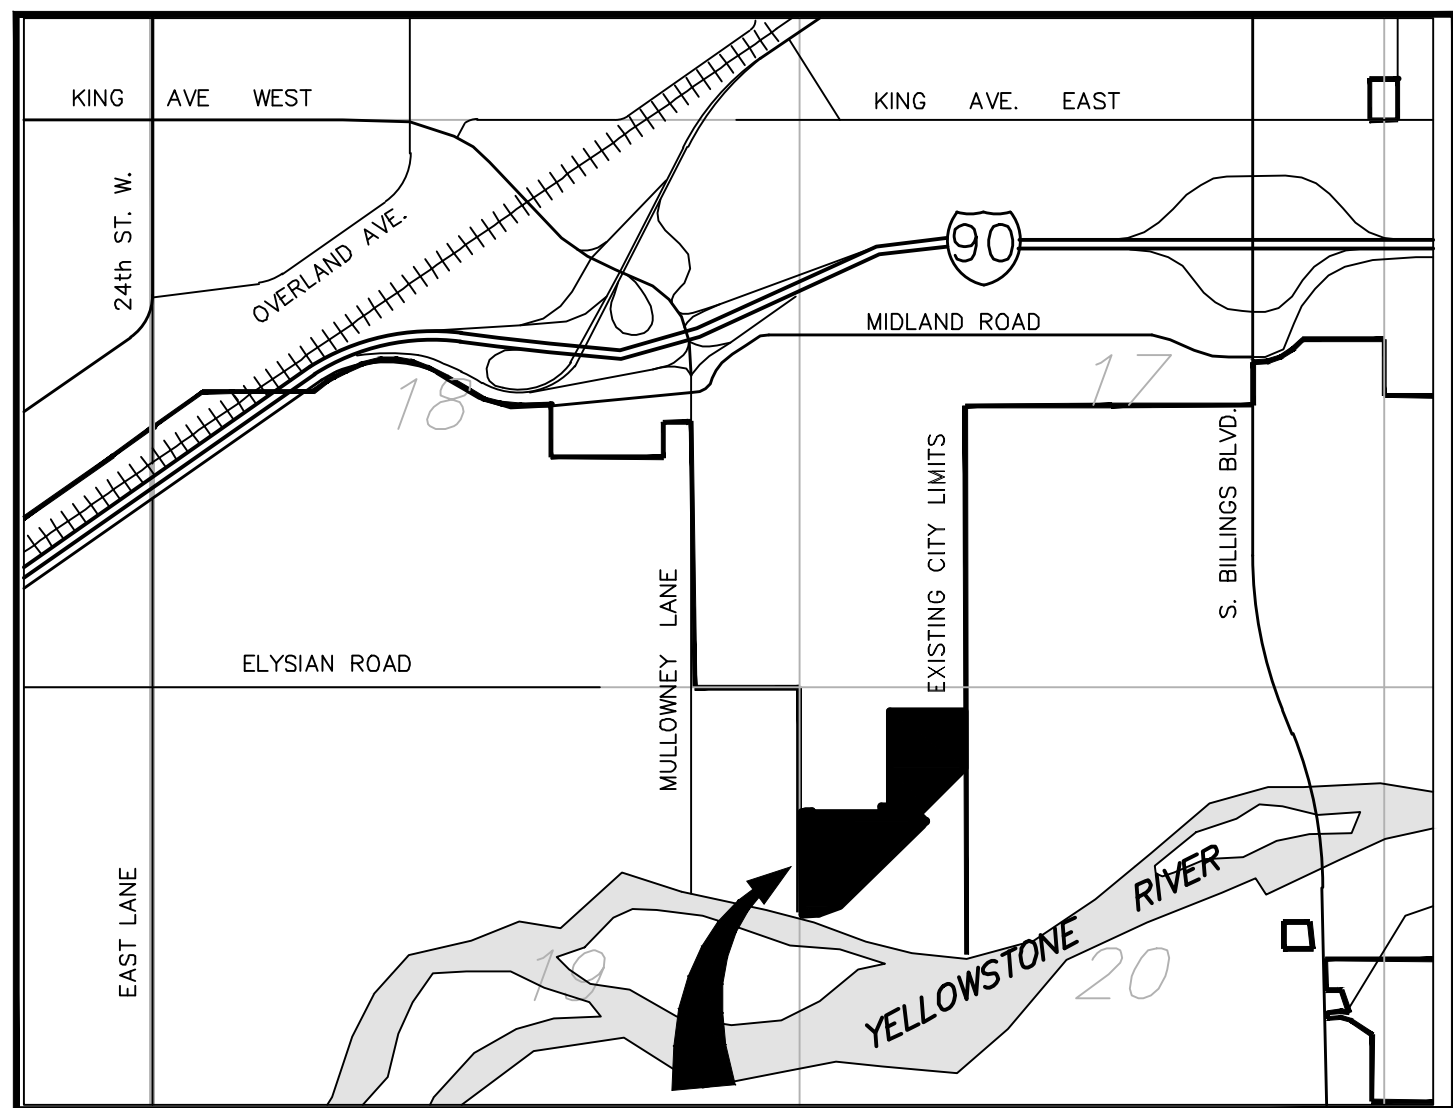 KING AVE WEST
KING AVE. EAST
24th ST. W.
OVERLAND AVE.
90
MIDLAND ROAD
18
17
EXISTING CITY LIMITS
S. BILLINGS BLVD.
MULLOWNEY LANE
ELYSIAN ROAD
EAST LANE
19
YELLOWSTONE RIVER
20